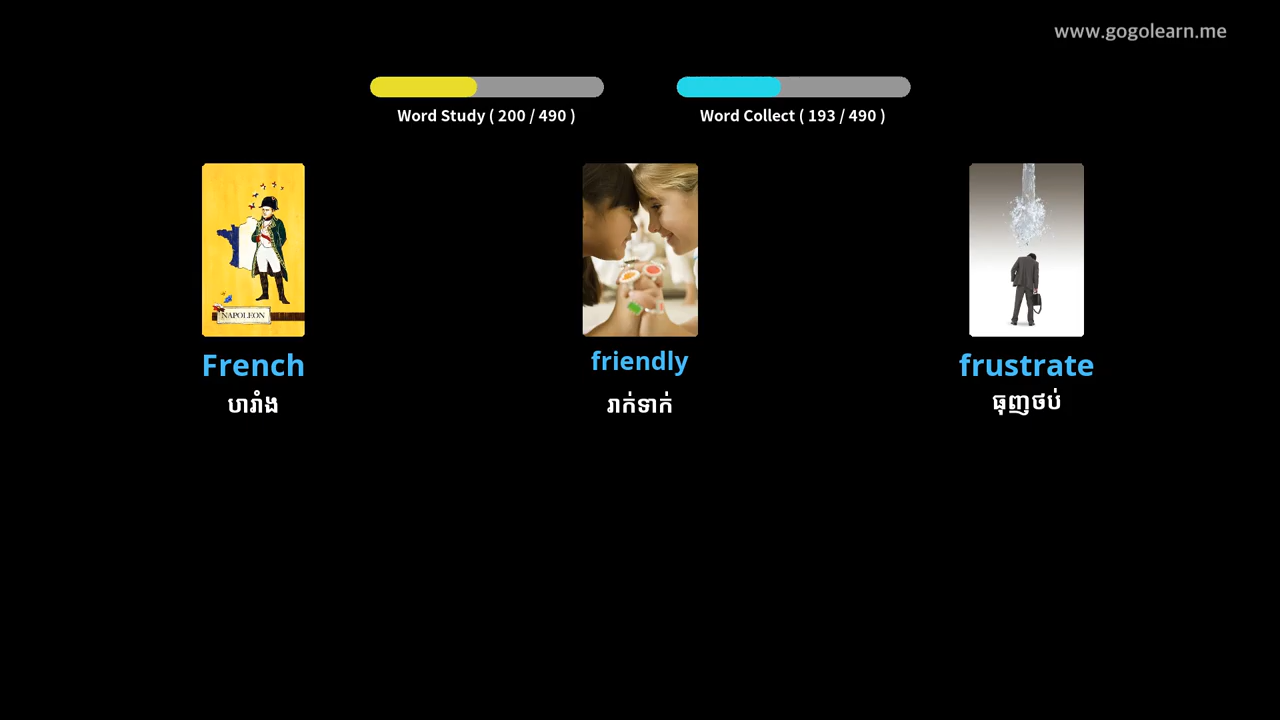 www.gogolearn.me
Word Study ( 200 / 490 )
Word Collect ( 193 / 490 )
NAPOLEON
French
friendly
frustrate
បារាំង
រាក់ទាក់
ធុញថប់